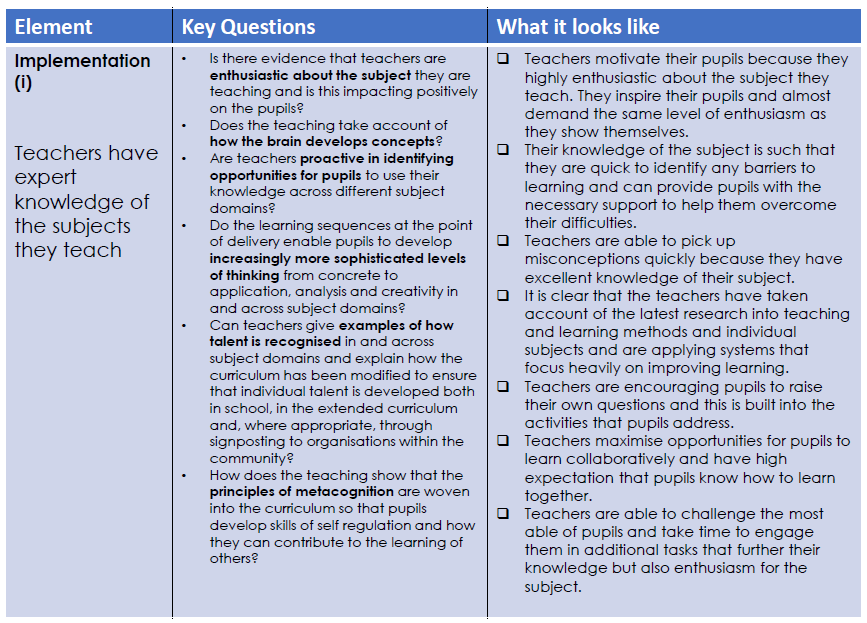 Element
Key Questions
What it looks like
Implementation
(i)
Teachers have
expert
knowledge of
the subjects
they teach
• Is there evidence that teachers are
enthusiastic about the subject they are
teaching and is this impacting positively
on the pupils?
• Does the teaching take account of
how the brain develops concepts?
• Are teachers proactive in identifying
opportunities for pupils to use their
knowledge across different subject
domains?
• Do the learning sequences at the point
of delivery enable pupils to develop
increasingly more sophisticated levels
of thinking from concrete to
application, analysis and creativity in
and across subject domains?
• Can teachers give examples of how
talent is recognised in and across
subject domains and explain how the
curriculum has been modified to ensure
that individual talent is developed both
in school, in the extended curriculum
and, where appropriate, through
signposting to organisations within the
community?
• How does the teaching show that the
principles of metacognition are woven
into the curriculum so that pupils
develop skills of self regulation and how
they can contribute to the learning of
others?
❑ Teachers motivate their pupils because they
highly enthusiastic about the subject they
teach. They inspire their pupils and almost
demand the same level of enthusiasm as
they show themselves.
❑ Their knowledge of the subject is such that
they are quick to identify any barriers to
learning and can provide pupils with the
necessary support to help them overcome
their difficulties.
❑ Teachers are able to pick up
misconceptions quickly because they have
excellent knowledge of their subject.
❑ It is clear that the teachers have taken
account of the latest research into teaching
and learning methods and individual
subjects and are applying systems that
focus heavily on improving learning.
❑ Teachers are encouraging pupils to raise
their own questions and this is built into the
activities that pupils address.
❑ Teachers maximise opportunities for pupils to
learn collaboratively and have high
expectation that pupils know how to learn
together.
❑ Teachers are able to challenge the most
able of pupils and take time to engage
them in additional tasks that further their
knowledge but also enthusiasm for the
subject.